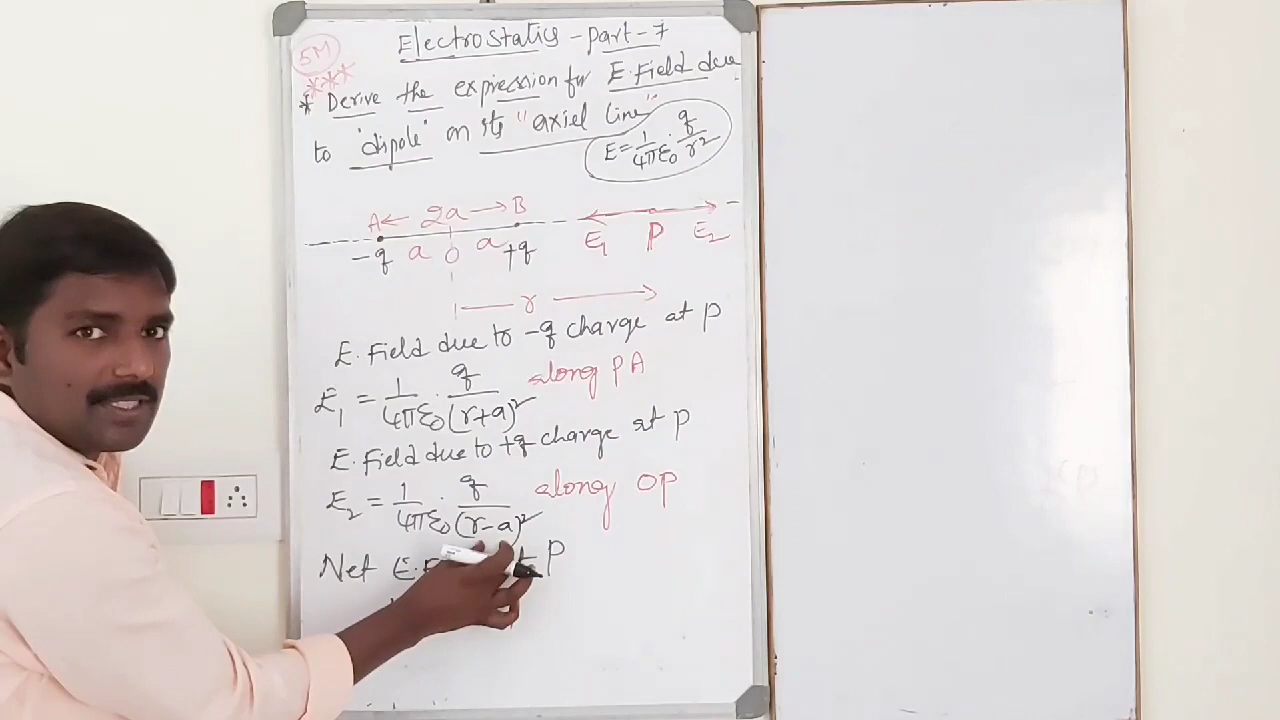 Electrostatics - part - 7
5M
***
* Derive the expression for E.Field due
to "dipole" on its "axial line"
E = 1/4πε₀ · q/r²
A ← 2a → B
-q a O a +q E₁ P E₂
r
E.Field due to -q charge at P
E₁ = 1/4πε₀ · q/(r+a)² along PA
E.Field due to +q charge at P
E₂ = 1/4πε₀ · q/(r-a)² along OP
Net P